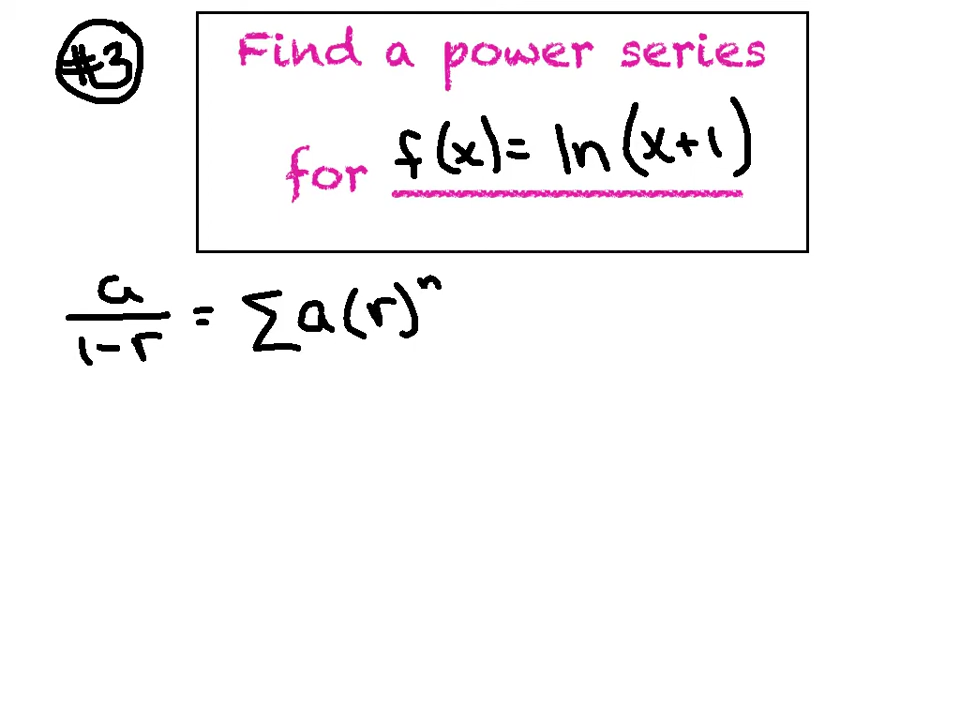 #3
Find a power series
for f(x) = ln(x+1)
a/(1-r) = ∑ a(r)^n